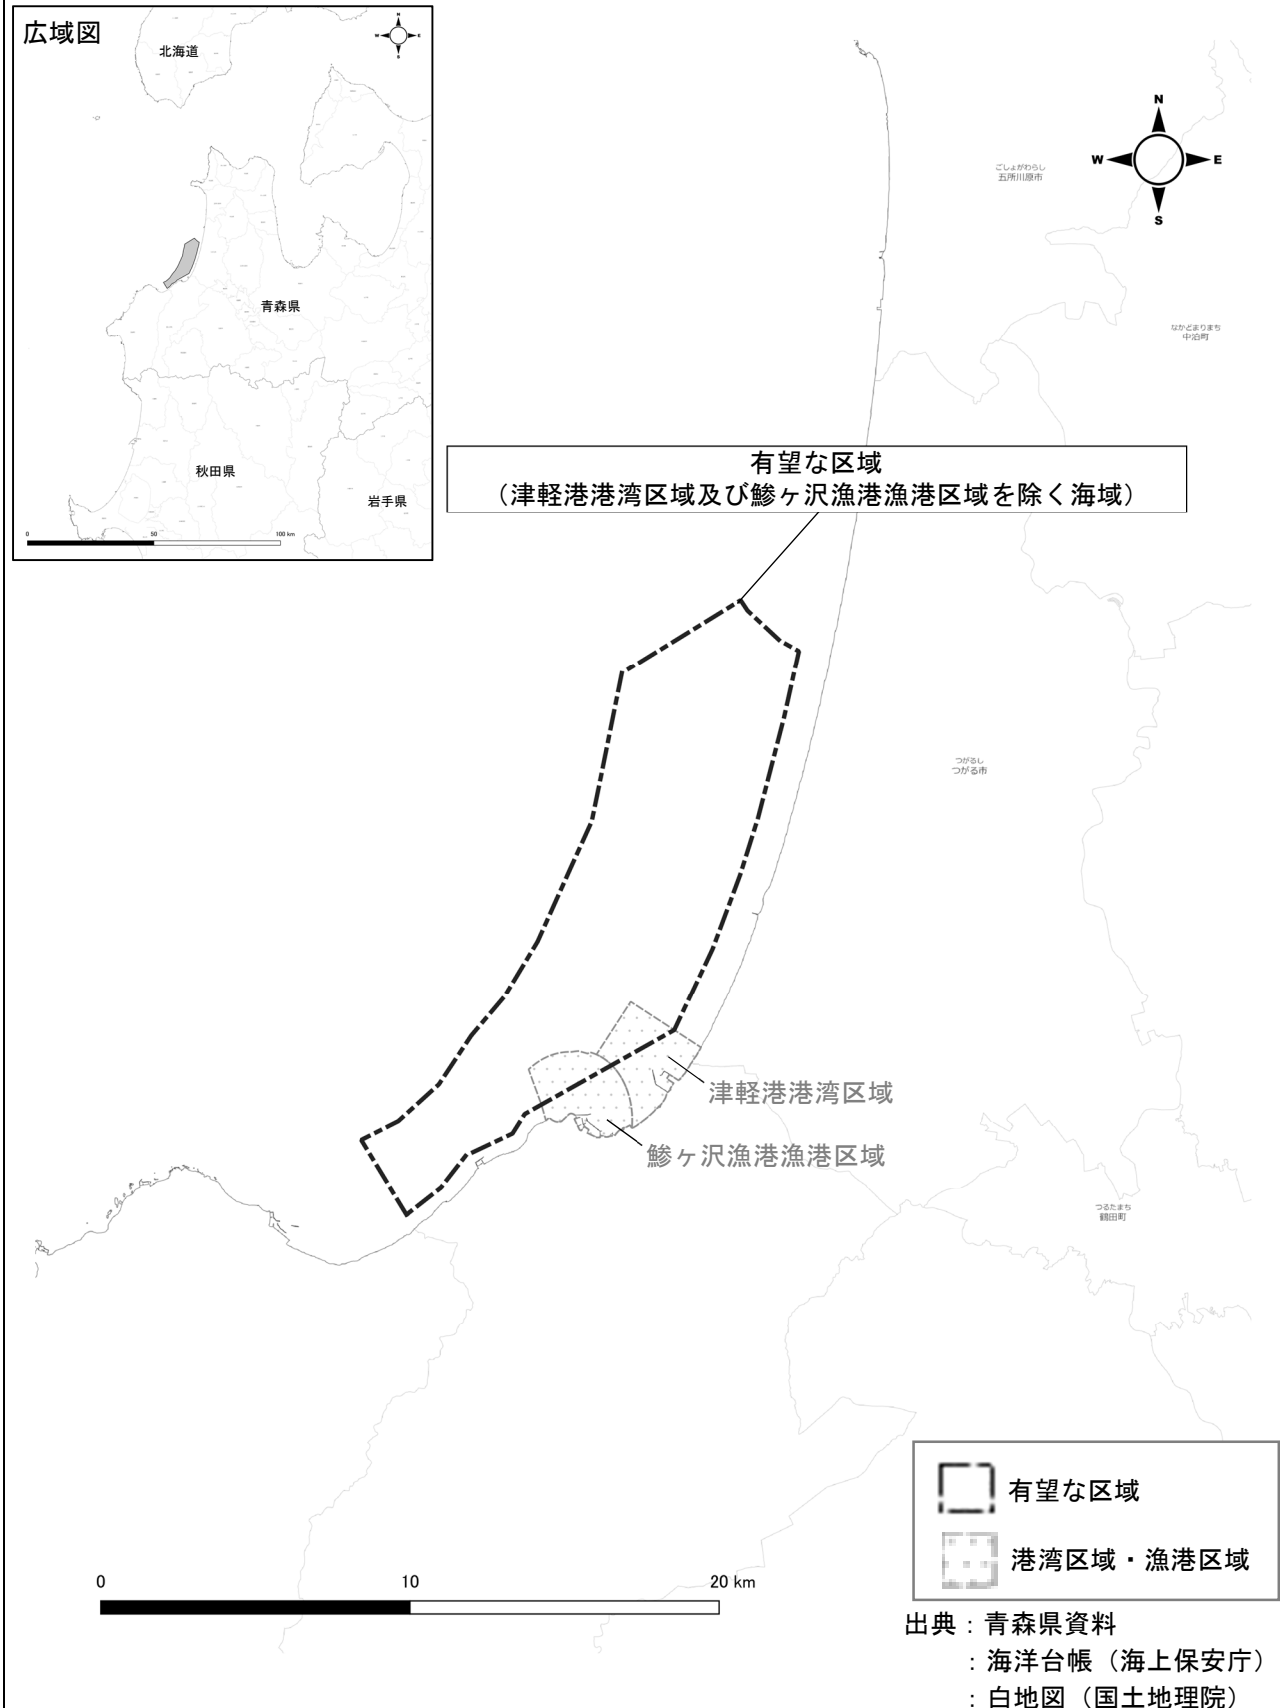 広域図
N
W
E
S
北海道
青森県
秋田県
岩手県
0
50
100 km
N
W
E
S
ごしょがわらし
五所川原市
なかどまりまち
中泊町
有望な区域
（津軽港港湾区域及び鯵ヶ沢漁港漁港区域を除く海域）
つがるし
つがる市
津軽港港湾区域
鯵ヶ沢漁港漁港区域
つるたまち
鶴田町
有望な区域
港湾区域・漁港区域
0
10
20 km
出典：青森県資料
：海洋台帳（海上保安庁）
：白地図（国土地理院）